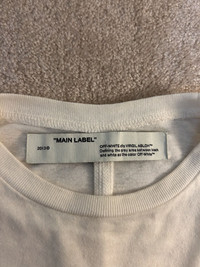 "MAIN LABEL"
OFF-WHITE c/o VIRGIL ABLOH™
Defining the grey area between black
and white as the color Off-White™